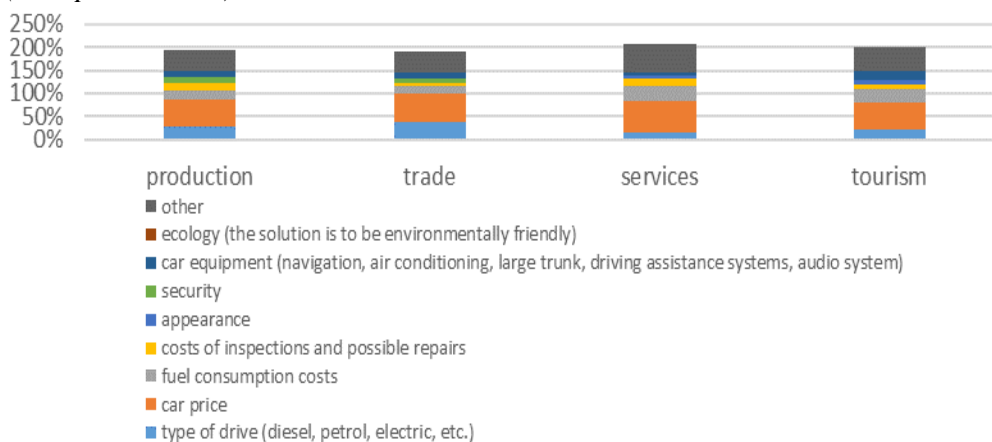 250%
200%
150%
100%
50%
0%
production trade services tourism
other
ecology (the solution is to be environmentally friendly)
car equipment (navigation, air conditioning, large trunk, driving assistance systems, audio system)
security
appearance
costs of inspections and possible repairs
fuel consumption costs
car price
type of drive (diesel, petrol, electric, etc.)